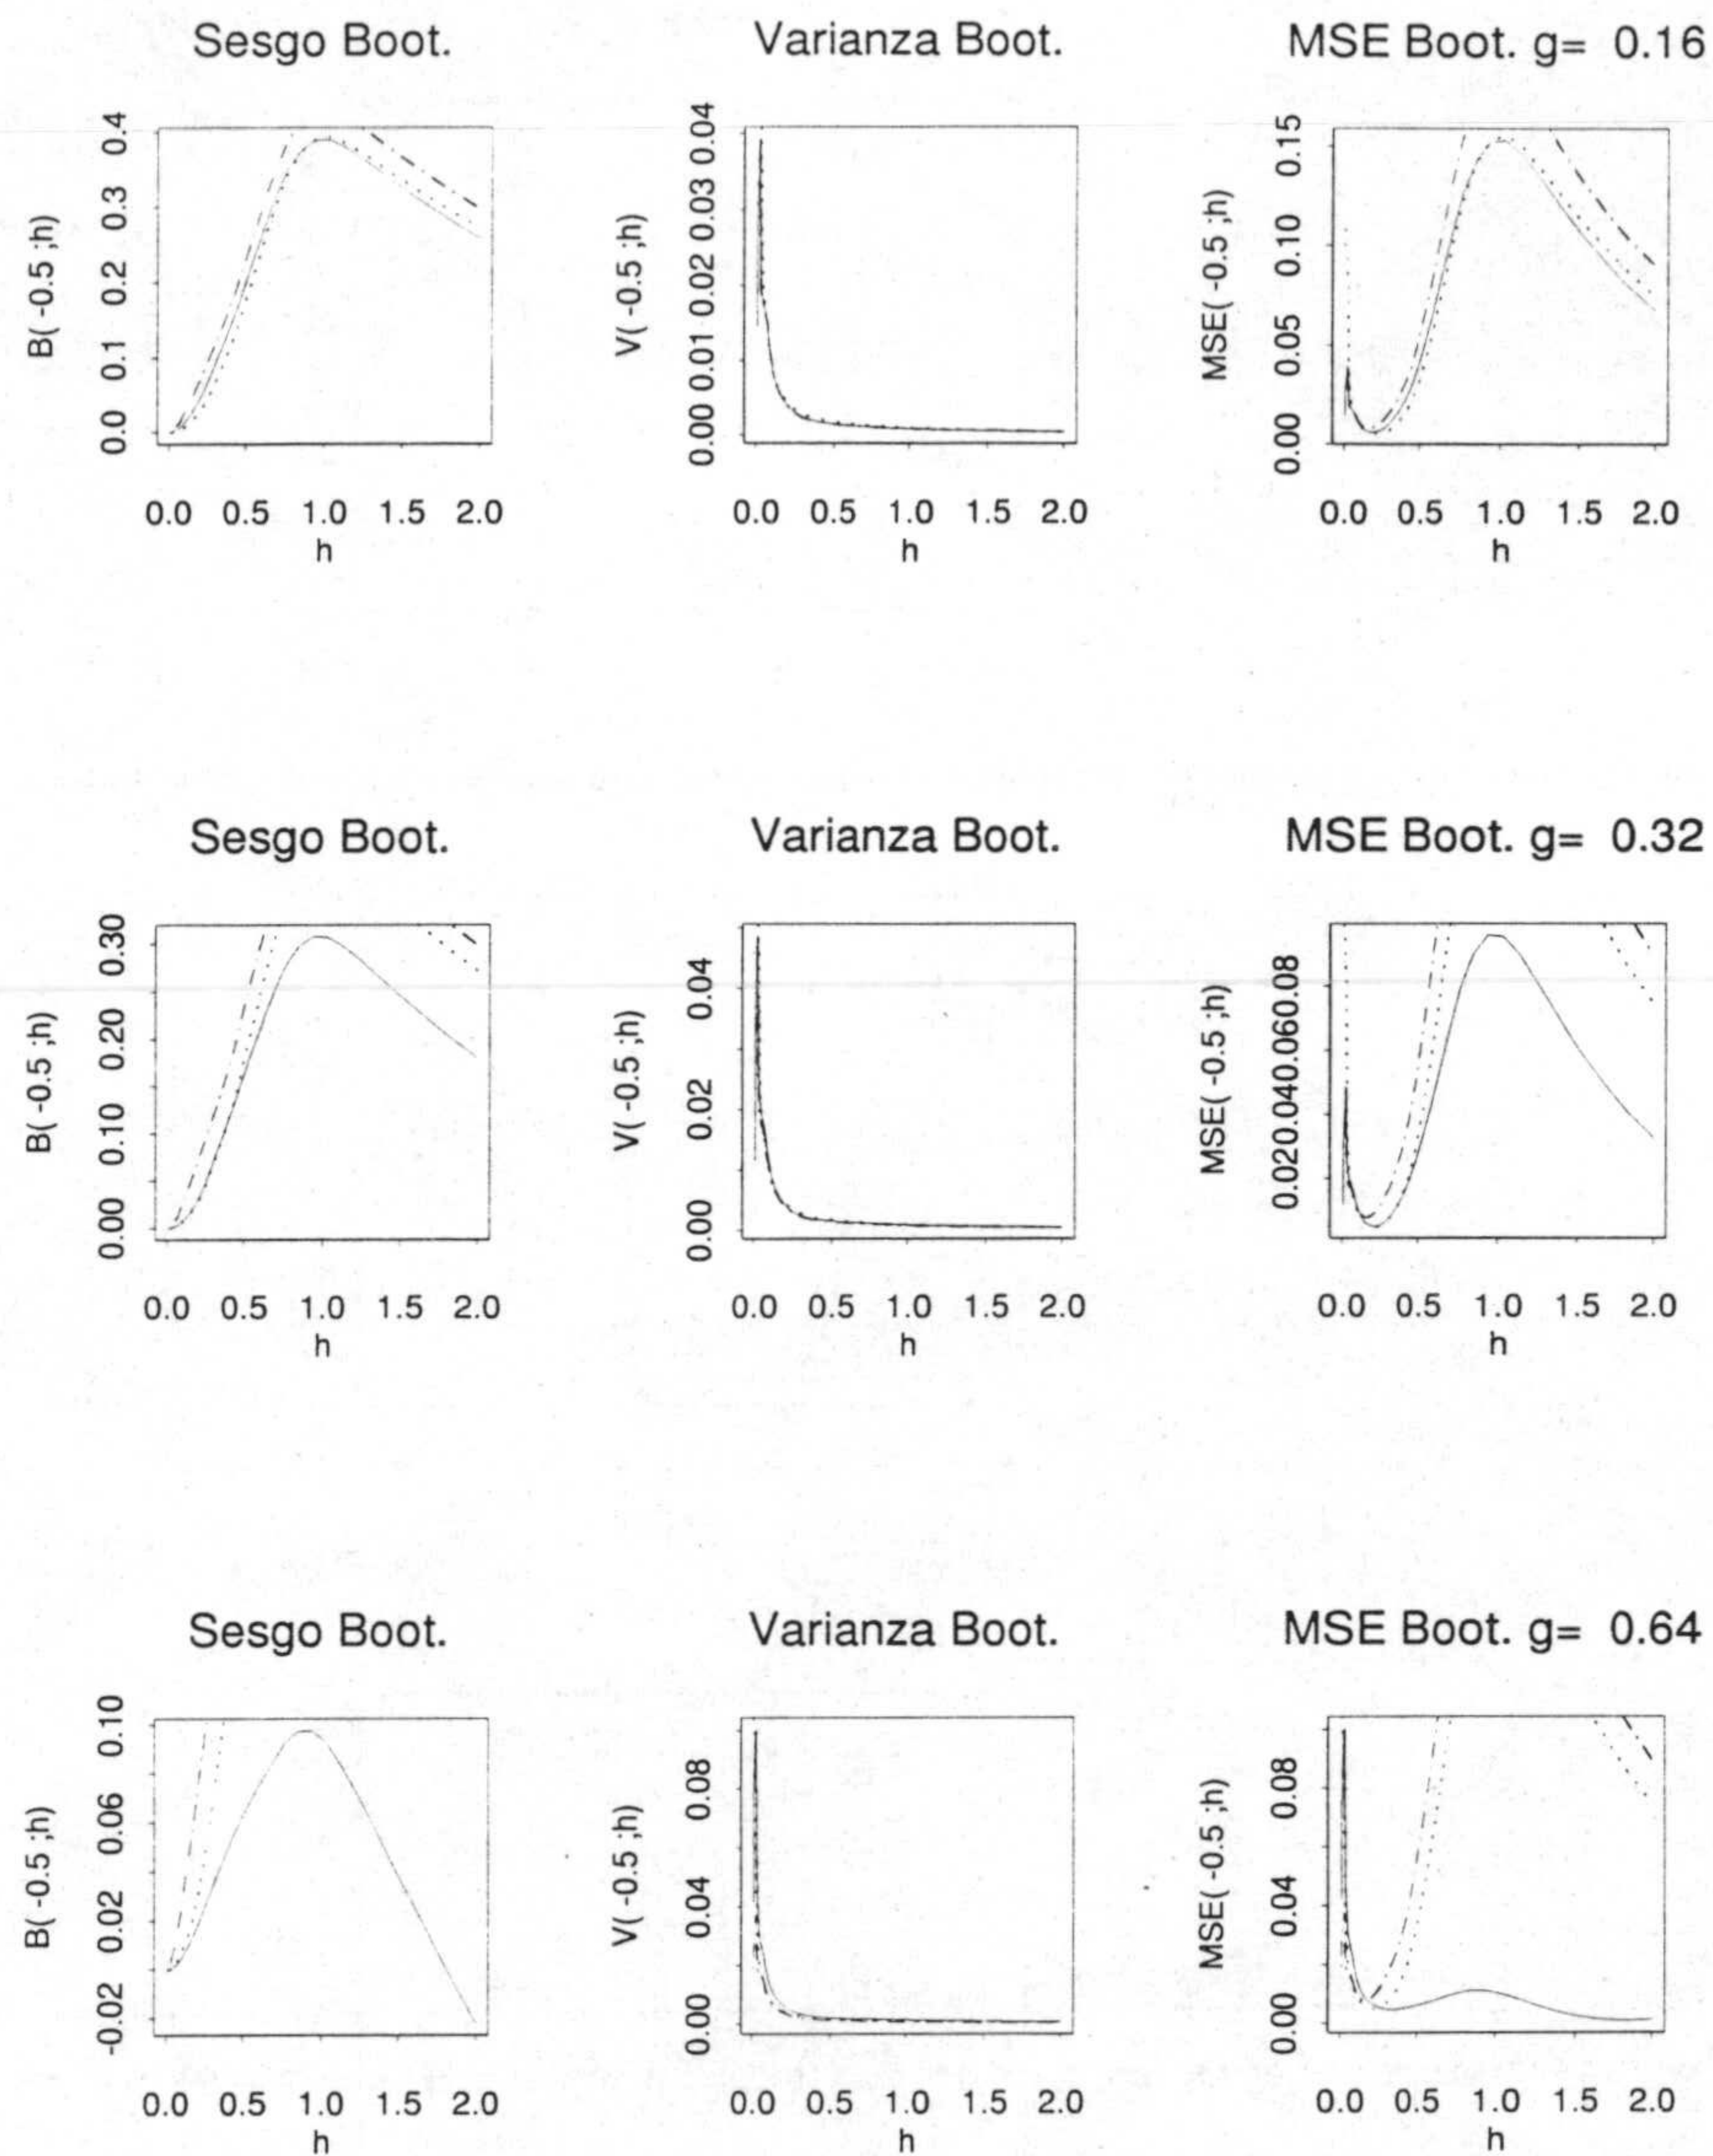 Sesgo Boot.
Varianza Boot.
MSE Boot. g= 0.16
B( -0.5 ;h)
0.0 0.1 0.2 0.3 0.4
0.0 0.5 1.0 1.5 2.0
h
V( -0.5 ;h)
0.00 0.01 0.02 0.03 0.04
0.0 0.5 1.0 1.5 2.0
h
MSE( -0.5 ;h)
0.00 0.05 0.10 0.15
0.0 0.5 1.0 1.5 2.0
h
Sesgo Boot.
Varianza Boot.
MSE Boot. g= 0.32
B( -0.5 ;h)
0.00 0.10 0.20 0.30
0.0 0.5 1.0 1.5 2.0
h
V( -0.5 ;h)
0.00 0.02 0.04
0.0 0.5 1.0 1.5 2.0
h
MSE( -0.5 ;h)
0.020.040.060.08
0.0 0.5 1.0 1.5 2.0
h
Sesgo Boot.
Varianza Boot.
MSE Boot. g= 0.64
B( -0.5 ;h)
-0.02 0.02 0.06 0.10
0.0 0.5 1.0 1.5 2.0
h
V( -0.5 ;h)
0.00 0.04 0.08
0.0 0.5 1.0 1.5 2.0
h
MSE( -0.5 ;h)
0.00 0.04 0.08
0.0 0.5 1.0 1.5 2.0
h